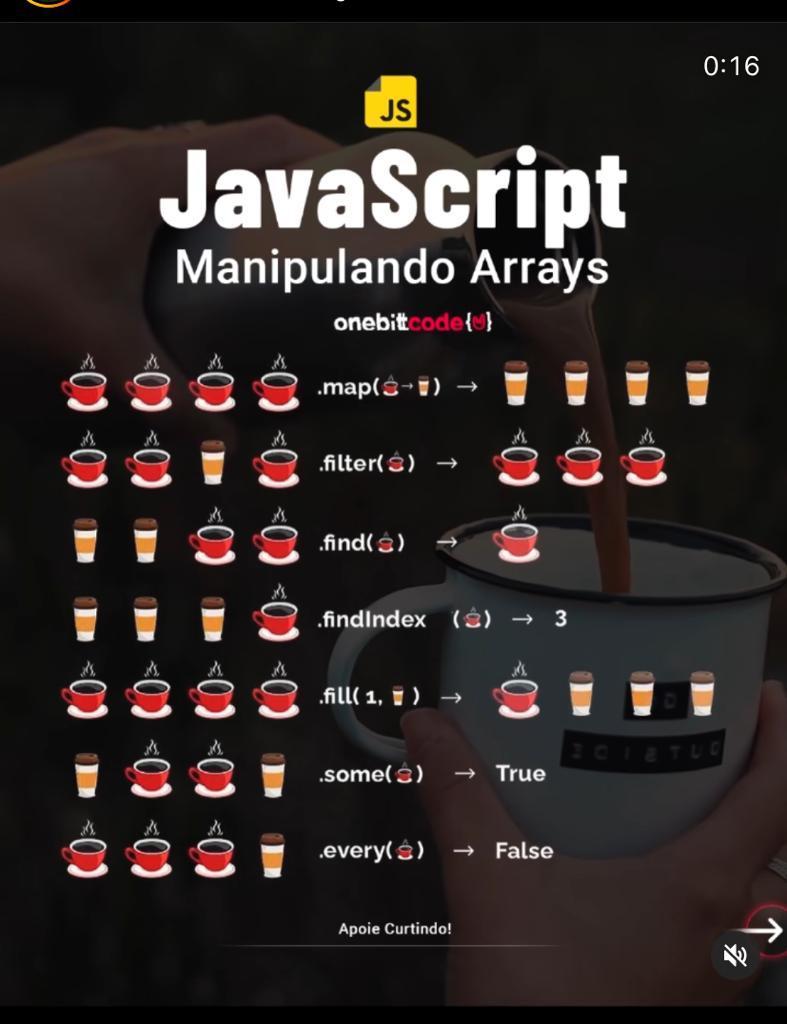 0:16
JS
JavaScript
Manipulando Arrays
onebitcode{}
.map( → ) →
.filter( ) →
.find( ) →
.findIndex ( ) → 3
.fill( 1, ) →
.some( ) → True
.every( ) → False
Apoie Curtindo!